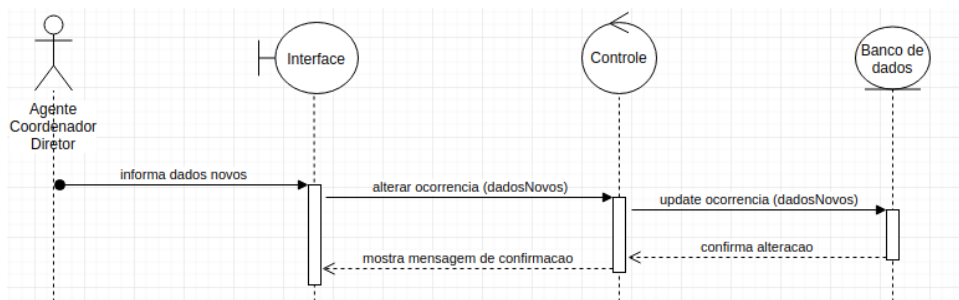 Interface
Controle
Banco de
dados
Agente
Coordenador
Diretor
informa dados novos
alterar ocorrencia (dadosNovos)
update ocorrencia (dadosNovos)
confirma alteracao
mostra mensagem de confirmacao